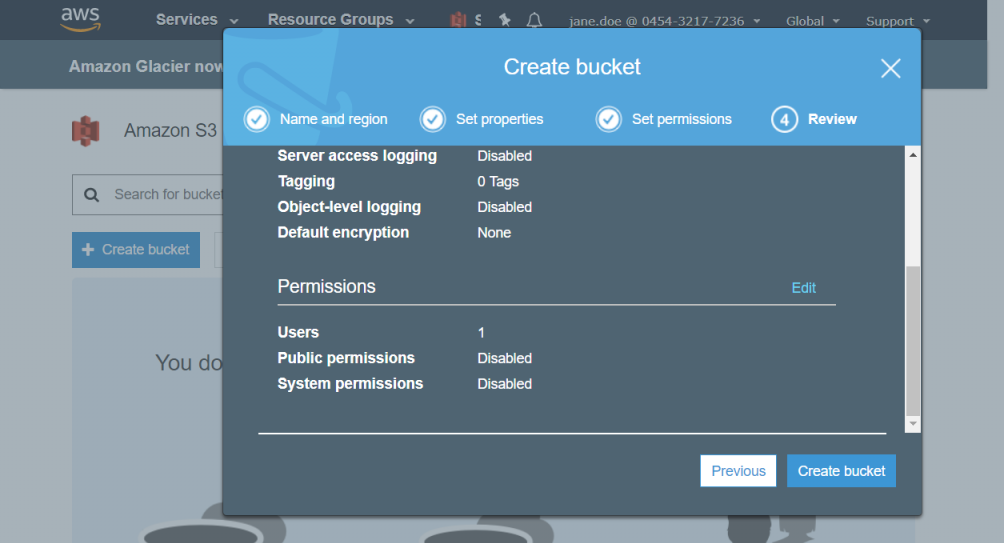 aws
Services
Resource Groups
jane.doe @ 0454-3217-7236
Global
Support
Amazon Glacier now
Amazon S3
Search for bucket
+ Create bucket
You do
Create bucket
Name and region
Set properties
Set permissions
4 Review
Server access logging Disabled
Tagging 0 Tags
Object-level logging Disabled
Default encryption None
Permissions Edit
Users 1
Public permissions Disabled
System permissions Disabled
Previous
Create bucket